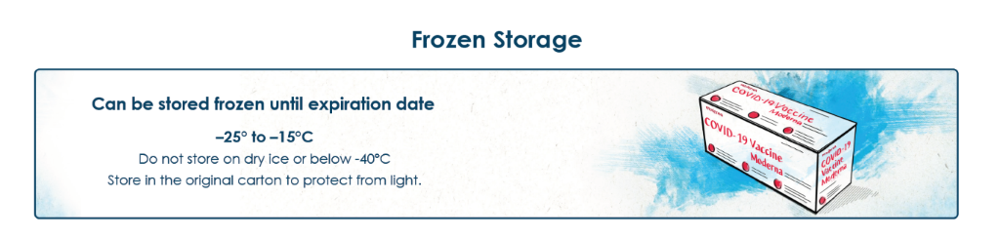 Frozen Storage
Can be stored frozen until expiration date
–25° to –15°C
Do not store on dry ice or below -40°C
Store in the original carton to protect from light.
COVID-19 Vaccine
Moderna
COVID-19 Vaccine
Moderna
COVID-19
Vaccine
Moderna